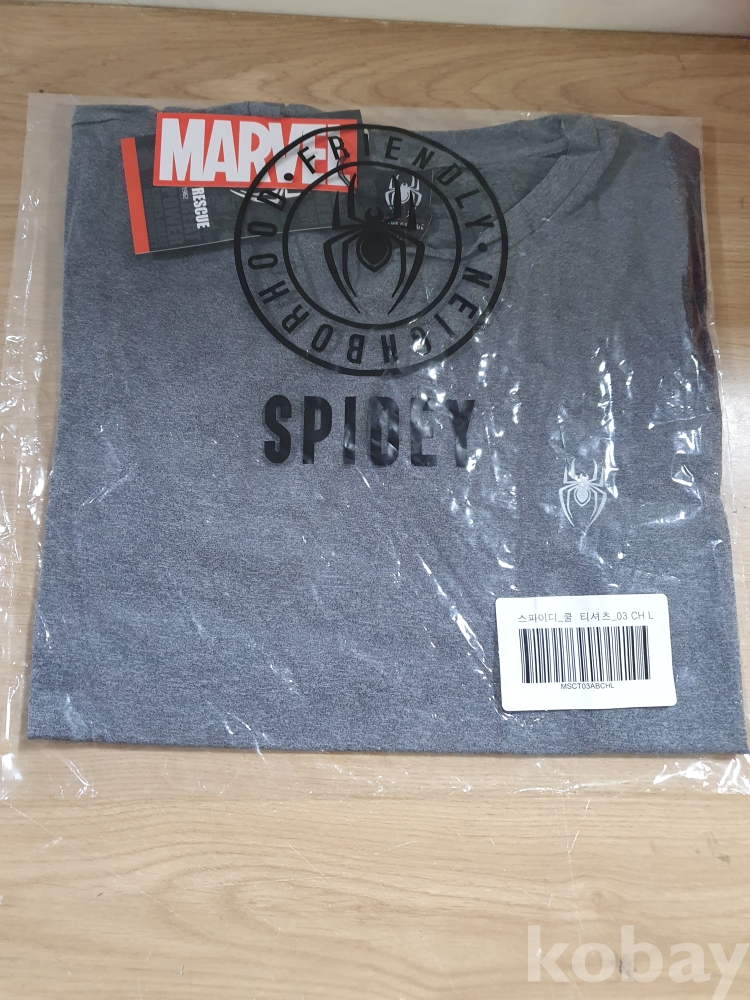 MARVEL
RESCUE
1962
FRIENDLY • NEIGHBORHOOD •
SPIDEY
스파이디_쿨 티셔츠_03 CH L
MSCT03ABCHL
kobay